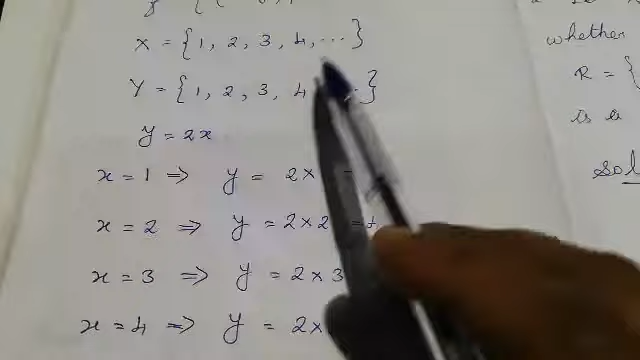 X = {1, 2, 3, 4, ...}
Y = {1, 2, 3, 4 }
y = 2x
x = 1 ⇒ y = 2×
x = 2 ⇒ y = 2×2 = 4
x = 3 ⇒ y = 2×3
x = 4 ⇒ y = 2×
whether
R = {
is a
Sol